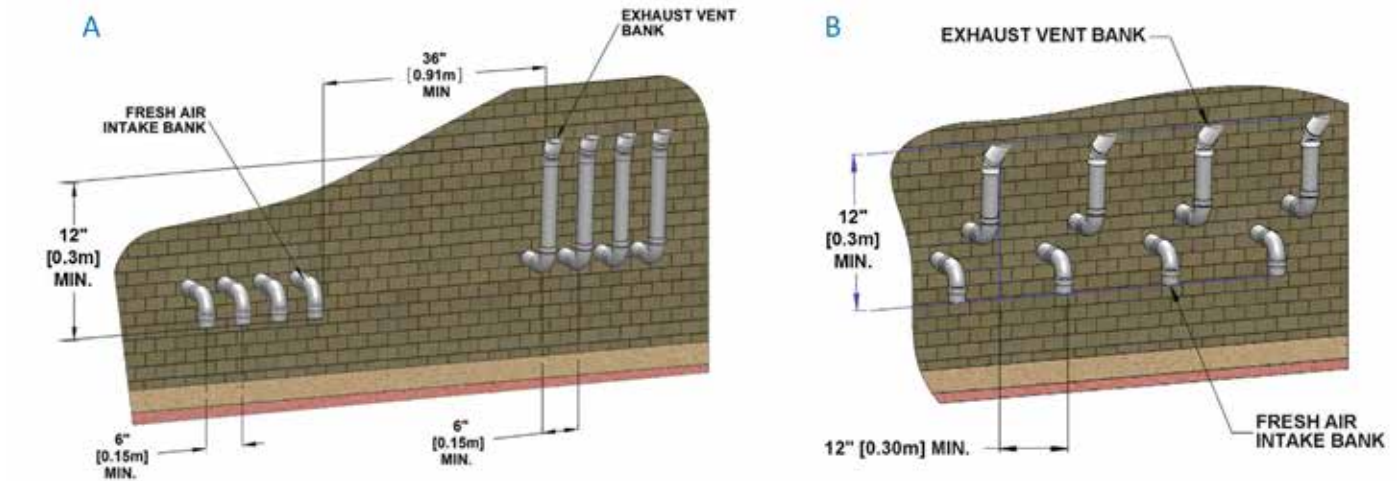 A
EXHAUST VENT
BANK
36"
[0.91m]
MIN
FRESH AIR
INTAKE BANK
12"
[0.3m]
MIN.
6"
[0.15m]
MIN.
6"
[0.15m]
MIN.
B
EXHAUST VENT BANK
12"
[0.3m]
MIN.
12" [0.30m] MIN.
FRESH AIR
INTAKE BANK